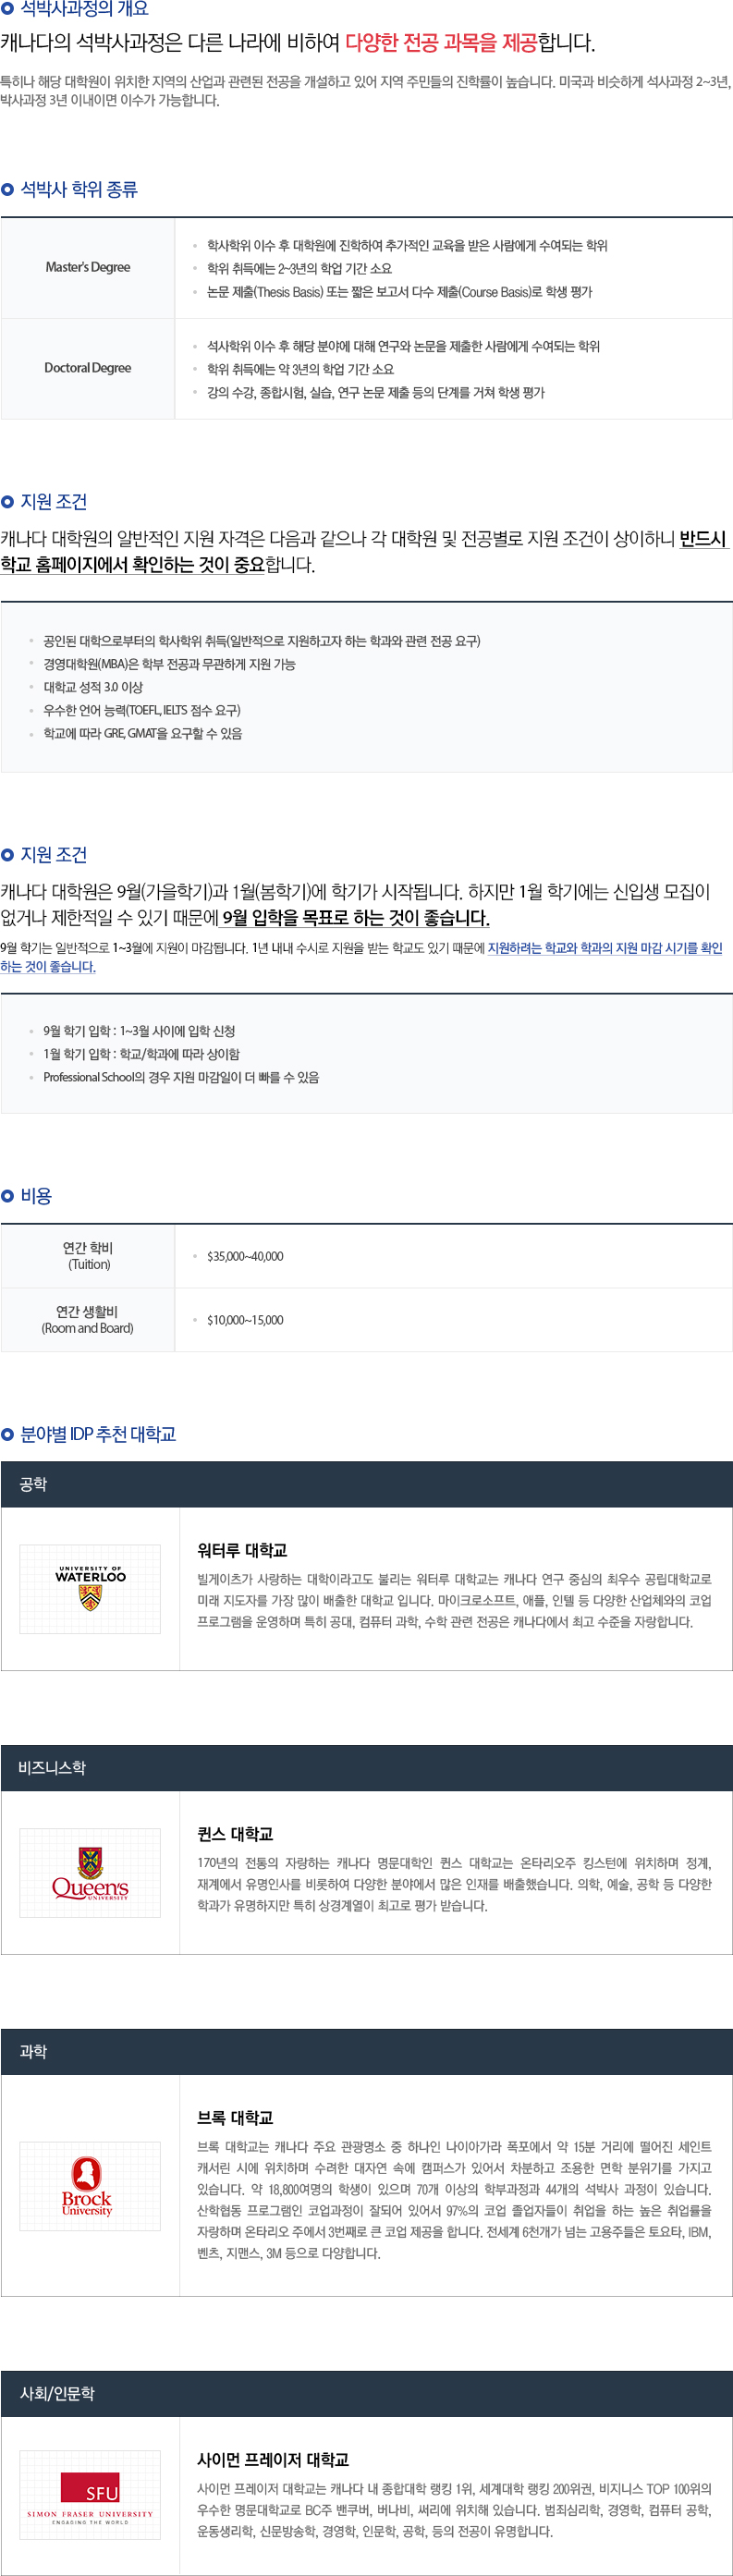 석박사과정의 개요
캐나다의 석박사과정은 다른 나라에 비하여 다양한 전공 과목을 제공합니다.
특히나 해당 대학원이 위치한 지역의 산업과 관련된 전공을 개설하고 있어 지역 주민들의 진학률이 높습니다. 미국과 비슷하게 석사과정 2~3년,
박사과정 3년 이내이면 이수가 가능합니다.
석박사 학위 종류
Master's Degree
학사학위 이수 후 대학원에 진학하여 추가적인 교육을 받은 사람에게 수여되는 학위
학위 취득에는 2~3년의 학업 기간 소요
논문 제출(Thesis Basis) 또는 짧은 보고서 다수 제출(Course Basis)로 학생 평가
Doctoral Degree
석사학위 이수 후 해당 분야에 대해 연구와 논문을 제출한 사람에게 수여되는 학위
학위 취득에는 약 3년의 학업 기간 소요
강의 수강, 종합시험, 실습, 연구 논문 제출 등의 단계를 거쳐 학생 평가
지원 조건
캐나다 대학원의 일반적인 지원 자격은 다음과 같으나 각 대학원 및 전공별로 지원 조건이 상이하니 반드시
학교 홈페이지에서 확인하는 것이 중요합니다.
공인된 대학으로부터의 학사학위 취득(일반적으로 지원하고자 하는 학과와 관련 전공 요구)
경영대학원(MBA)은 학부 전공과 무관하게 지원 가능
대학교 성적 3.0 이상
우수한 언어 능력(TOEFL, IELTS 점수 요구)
학교에 따라 GRE, GMAT을 요구할 수 있음
지원 조건
캐나다 대학원은 9월(가을학기)과 1월(봄학기)에 학기가 시작됩니다. 하지만 1월 학기에는 신입생 모집이
없거나 제한적일 수 있기 때문에 9월 입학을 목표로 하는 것이 좋습니다.
9월 학기는 일반적으로 1~3월에 지원이 마감됩니다. 1년 내내 수시로 지원을 받는 학교도 있기 때문에 지원하려는 학교와 학과의 지원 마감 시기를 확인
하는 것이 좋습니다.
9월 학기 입학 : 1~3월 사이에 입학 신청
1월 학기 입학 : 학교/학과에 따라 상이함
Professional School의 경우 지원 마감일이 더 빠를 수 있음
비용
연간 학비
(Tuition)
$35,000~40,000
연간 생활비
(Room and Board)
$10,000~15,000
분야별 IDP 추천 대학교
공학
UNIVERSITY OF
WATERLOO
워터루 대학교
빌게이츠가 사랑하는 대학이라고도 불리는 워터루 대학교는 캐나다 연구 중심의 최우수 공립대학교로
미래 지도자를 가장 많이 배출한 대학교 입니다. 마이크로소프트, 애플, 인텔 등 다양한 산업체와의 코업
프로그램을 운영하며 특히 공대, 컴퓨터 과학, 수학 관련 전공은 캐나다에서 최고 수준을 자랑합니다.
비즈니스학
Queen's
UNIVERSITY
퀸스 대학교
170년의 전통의 자랑하는 캐나다 명문대학인 퀸스 대학교는 온타리오주 킹스턴에 위치하며 정계,
재계에서 유명인사를 비롯하여 다양한 분야에서 많은 인재를 배출했습니다. 의학, 예술, 공학 등 다양한
학과가 유명하지만 특히 상경계열이 최고로 평가 받습니다.
과학
Brock
University
브록 대학교
브록 대학교는 캐나다 주요 관광명소 중 하나인 나이아가라 폭포에서 약 15분 거리에 떨어진 세인트
캐서린 시에 위치하며 수려한 대자연 속에 캠퍼스가 있어서 차분하고 조용한 면학 분위기를 가지고
있습니다. 약 18,800여명의 학생이 있으며 70개 이상의 학부과정과 44개의 석박사 과정이 있습니다.
산학협동 프로그램인 코업과정이 잘되어 있어서 97%의 코업 졸업자들이 취업을 하는 높은 취업률을
자랑하며 온타리오 주에서 3번째로 큰 코업 제공을 합니다. 전세계 6천개가 넘는 고용주들은 토요타, IBM,
벤츠, 지맨스, 3M 등으로 다양합니다.
사회/인문학
SFU
SIMON FRASER UNIVERSITY
ENGAGING THE WORLD
사이먼 프레이저 대학교
사이먼 프레이저 대학교는 캐나다 내 종합대학 랭킹 1위, 세계대학 랭킹 200위권, 비지니스 TOP 100위의
우수한 명문대학교로 BC주 밴쿠버, 버나비, 써리에 위치해 있습니다. 범죄심리학, 경영학, 컴퓨터 공학,
운동생리학, 신문방송학, 경영학, 인문학, 공학, 등의 전공이 유명합니다.